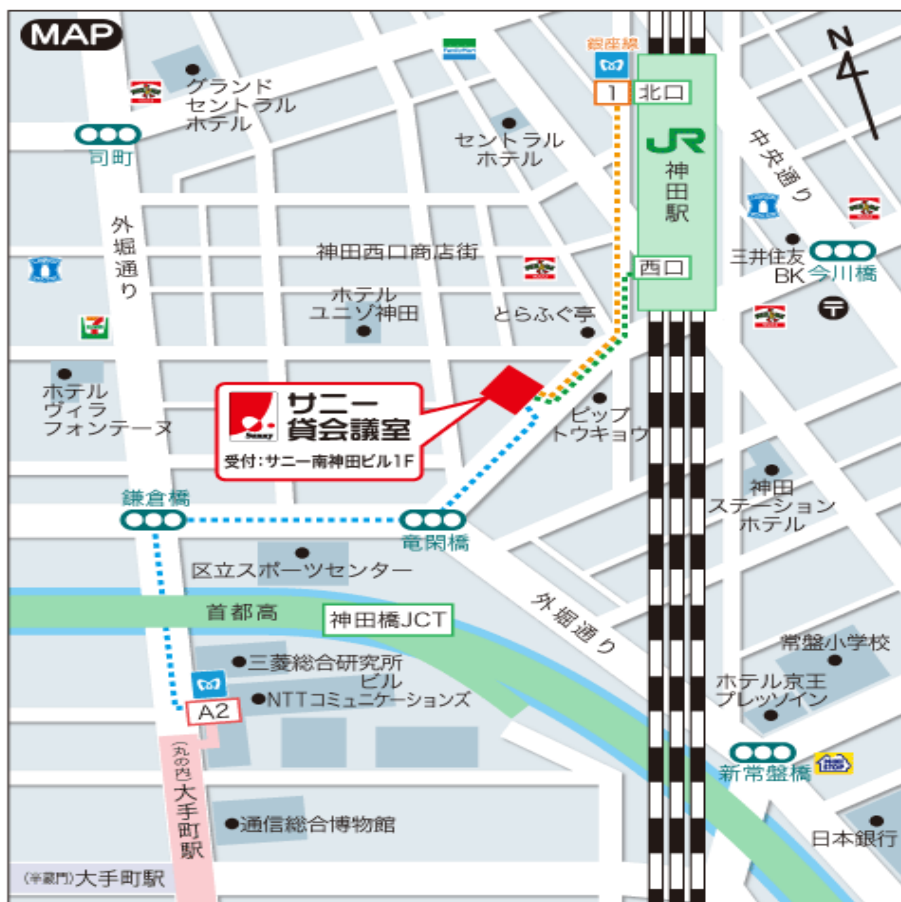 MAP
銀座線
1
北口
N
FamilyMart
グランド
セントラル
ホテル
司町
セントラル
ホテル
JR
神田駅
中央通り
外堀通り
神田西口商店街
西口
三井住友
BK
今川橋
ホテル
ユニゾ神田
とらふぐ亭
〒
7
ホテル
ヴィラ
フォンテーヌ
サニー
貸会議室
Sunny
受付:サニー南神田ビル1F
ビップ
トウキョウ
神田
ステーション
ホテル
鎌倉橋
竜閑橋
区立スポーツセンター
外堀通り
首都高
神田橋JCT
常盤小学校
三菱総合研究所
ビル
NTTコミュニケーションズ
A2
ホテル京王
プレッソイン
新常盤橋
MINI STOP
(丸の内)大手町駅
通信総合博物館
日本銀行
(半蔵門)大手町駅